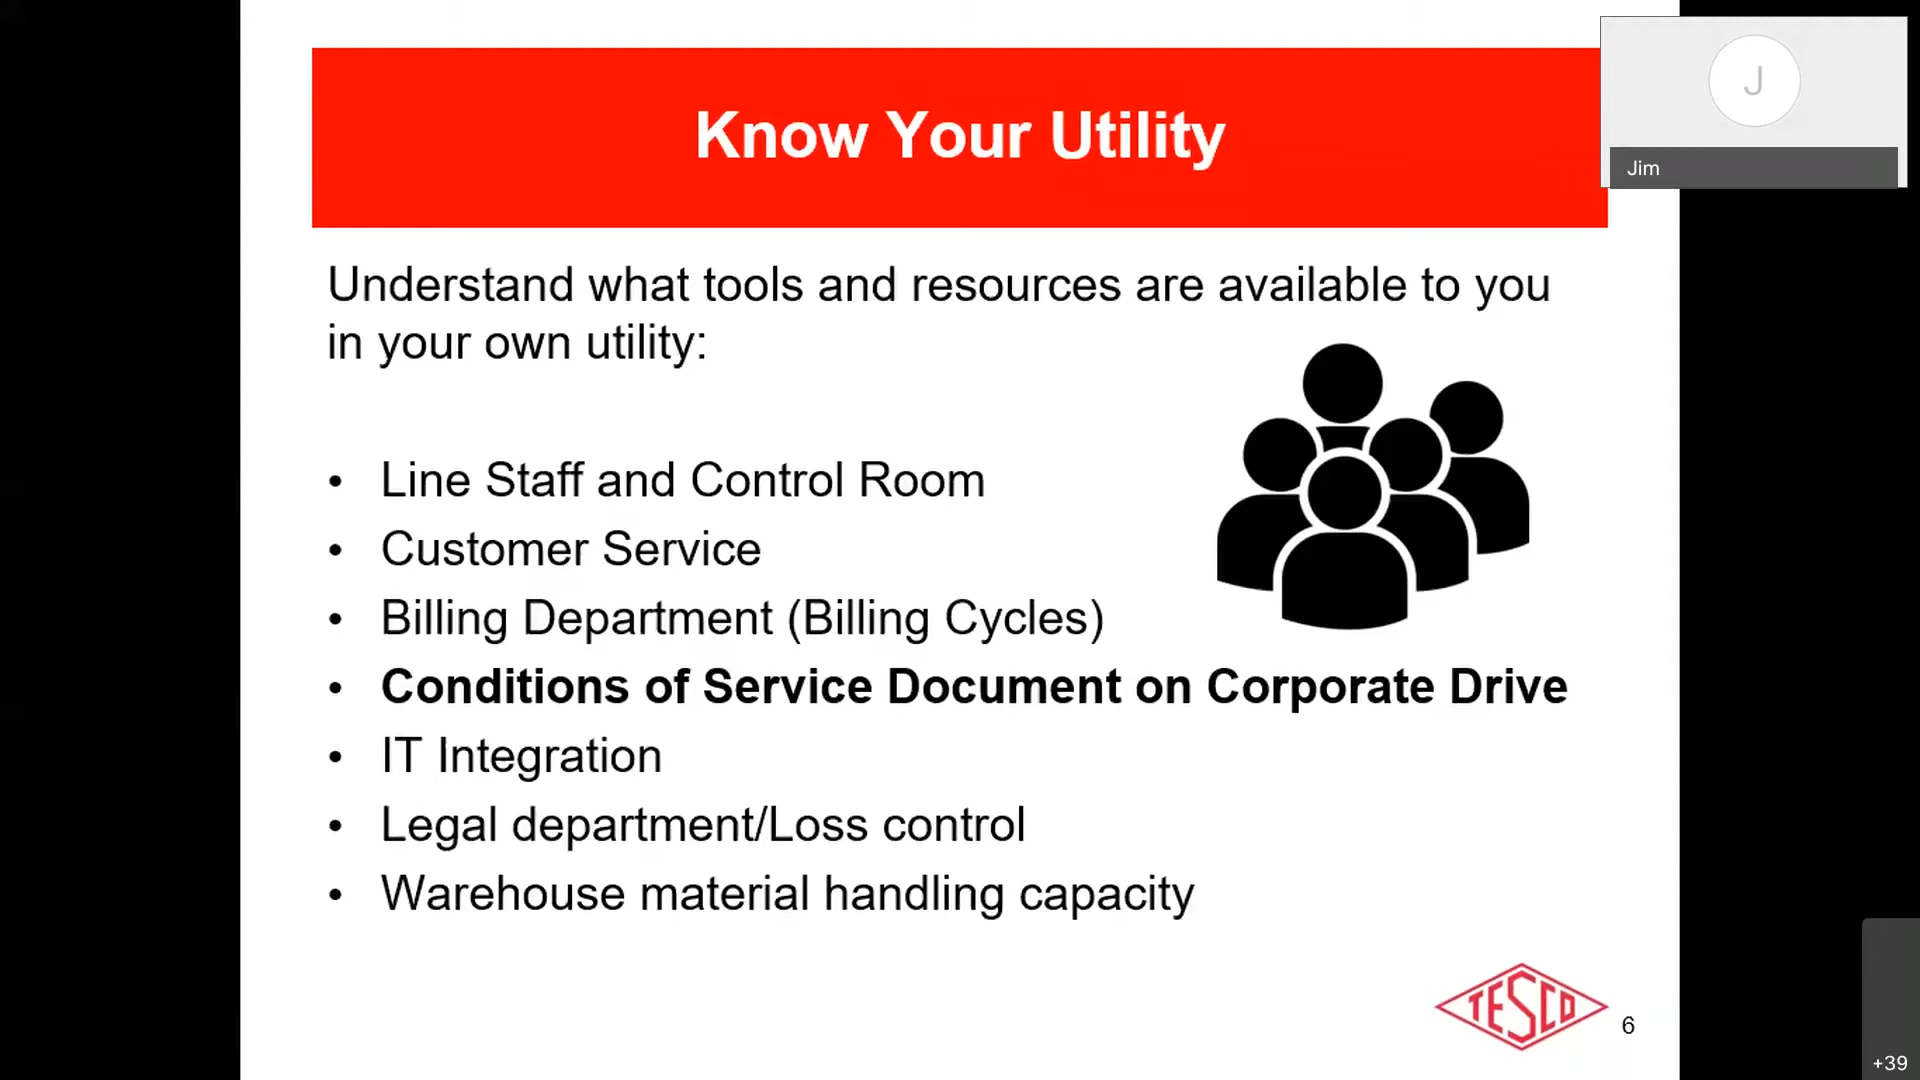 Know Your Utility
J
Jim
Understand what tools and resources are available to you
in your own utility:
• Line Staff and Control Room
• Customer Service
• Billing Department (Billing Cycles)
• Conditions of Service Document on Corporate Drive
• IT Integration
• Legal department/Loss control
• Warehouse material handling capacity
TESCO
6
+39